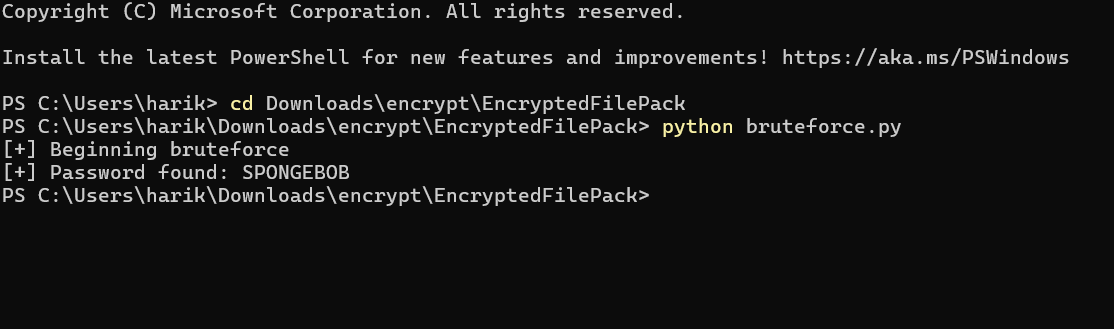 Copyright (C) Microsoft Corporation. All rights reserved.
Install the latest PowerShell for new features and improvements! https://aka.ms/PSWindows
PS C:\Users\harik> cd Downloads\encrypt\EncryptedFilePack
PS C:\Users\harik\Downloads\encrypt\EncryptedFilePack> python bruteforce.py
[+] Beginning bruteforce
[+] Password found: SPONGEBOB
PS C:\Users\harik\Downloads\encrypt\EncryptedFilePack>